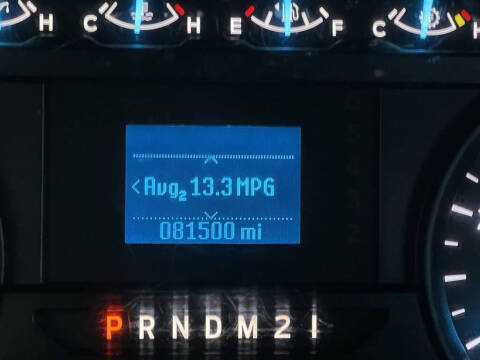 H C H E F C H
<Avg2 13.3 MPG
081500 mi
P R N D M 2 1